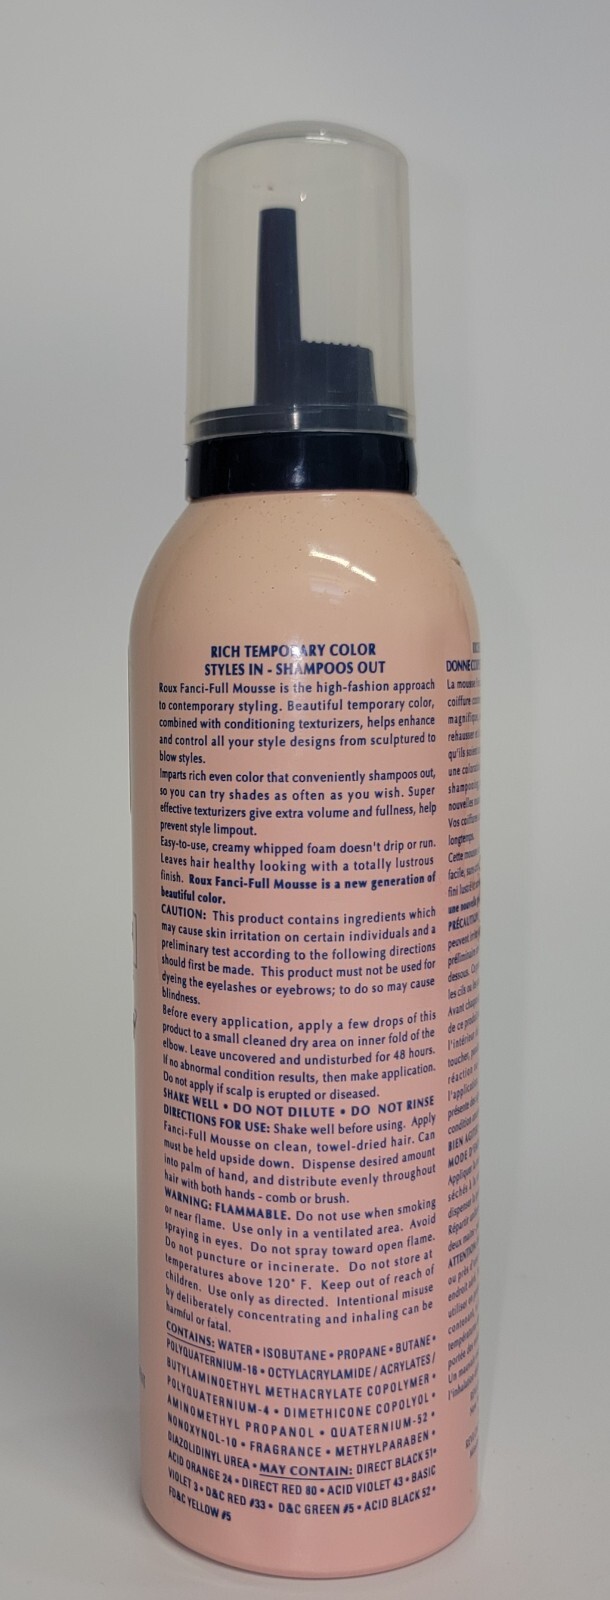 RICH TEMPORARY COLOR
STYLES IN - SHAMPOOS OUT
Roux Fanci-Full Mousse is the high-fashion approach
to contemporary styling. Beautiful temporary color,
combined with conditioning texturizers, helps enhance
and control all your style designs from sculptured to
blow styles.
Imparts rich even color that conveniently shampoos out,
so you can try shades as often as you wish. Super
effective texturizers give extra volume and fullness, help
prevent style limpout.
Easy-to-use, creamy whipped foam doesn't drip or run.
Leaves hair healthy looking with a totally lustrous
finish. Roux Fanci-Full Mousse is a new generation of
beautiful color.
CAUTION: This product contains ingredients which
may cause skin irritation on certain individuals and a
preliminary test according to the following directions
should first be made. This product must not be used for
dyeing the eyelashes or eyebrows; to do so may cause
blindness.
Before every application, apply a few drops of this
product to a small cleaned dry area on inner fold of the
elbow. Leave uncovered and undisturbed for 48 hours.
If no abnormal condition results, then make application.
Do not apply if scalp is erupted or diseased.
SHAKE WELL • DO NOT DILUTE • DO NOT RINSE
DIRECTIONS FOR USE: Shake well before using. Apply
Fanci-Full Mousse on clean, towel-dried hair. Can
must be held upside down. Dispense desired amount
into palm of hand, and distribute evenly throughout
hair with both hands - comb or brush.
WARNING: FLAMMABLE. Do not use when smoking
or near flame. Use only in a ventilated area. Avoid
spraying in eyes. Do not spray toward open flame.
Do not puncture or incinerate. Do not store at
temperatures above 120° F. Keep out of reach of
children. Use only as directed. Intentional misuse
by deliberately concentrating and inhaling can be
harmful or fatal.
CONTAINS: WATER • ISOBUTANE • PROPANE • BUTANE •
POLYQUATERNIUM-16 • OCTYLACRYLAMIDE / ACRYLATES /
BUTYLAMINOETHYL METHACRYLATE COPOLYMER •
POLYQUATERNIUM-4 • DIMETHICONE COPOLYOL •
AMINOMETHYL PROPANOL • QUATERNIUM-52 •
NONOXYNOL-10 • FRAGRANCE • METHYLPARABEN •
DIAZOLIDINYL UREA • MAY CONTAIN: DIRECT BLACK 51•
ACID ORANGE 24 • DIRECT RED 80 • ACID VIOLET 43 • BASIC
VIOLET 3 • D&C RED #33 • D&C GREEN #5 • ACID BLACK 52 •
FD&C YELLOW #5
La mousse
coiffure
magnifique,
rehausser
qu'ils
une
shampooing
nouvelles
Vos
longtemps.
Cette
facile,
fini lustré
une nouvelle
PRÉCAUTION
peuvent
préliminaire
dessous.
les cils ou
Avant
de ce
l'intérieur
toucher,
réaction
l'application
présente
condition
BIEN
MODE
Appliquer
séchés à
dispenser
Répartir
deux
ATTENTION
ou près
endroit
utiliser
contenant,
température
portée des
Un
l'inhalation